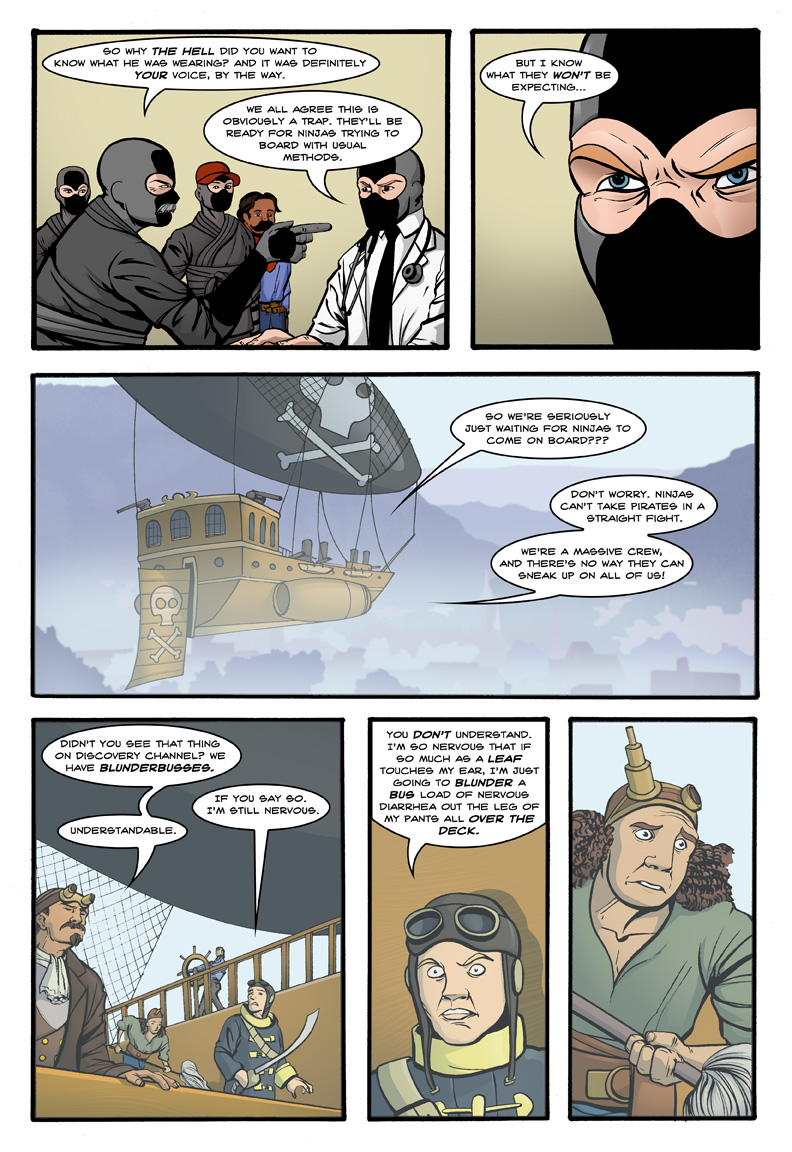 SO WHY THE HELL DID YOU WANT TO
KNOW WHAT HE WAS WEARING? AND IT WAS DEFINITELY
YOUR VOICE, BY THE WAY.
WE ALL AGREE THIS IS
OBVIOUSLY A TRAP. THEY'LL BE
READY FOR NINJAS TRYING TO
BOARD WITH USUAL
METHODS.
BUT I KNOW
WHAT THEY WON'T BE
EXPECTING...
SO WE'RE SERIOUSLY
JUST WAITING FOR NINJAS TO
COME ON BOARD???
DON'T WORRY. NINJAS
CAN'T TAKE PIRATES IN A
STRAIGHT FIGHT.
WE'RE A MASSIVE CREW,
AND THERE'S NO WAY THEY CAN
SNEAK UP ON ALL OF US!
DIDN'T YOU SEE THAT THING
ON DISCOVERY CHANNEL? WE
HAVE BLUNDERBUSSES.
IF YOU SAY SO.
I'M STILL NERVOUS.
UNDERSTANDABLE.
YOU DON'T UNDERSTAND.
I'M SO NERVOUS THAT IF
SO MUCH AS A LEAF
TOUCHES MY EAR, I'M JUST
GOING TO BLUNDER A
BUS LOAD OF NERVOUS
DIARRHEA OUT THE LEG OF
MY PANTS ALL OVER THE
DECK.